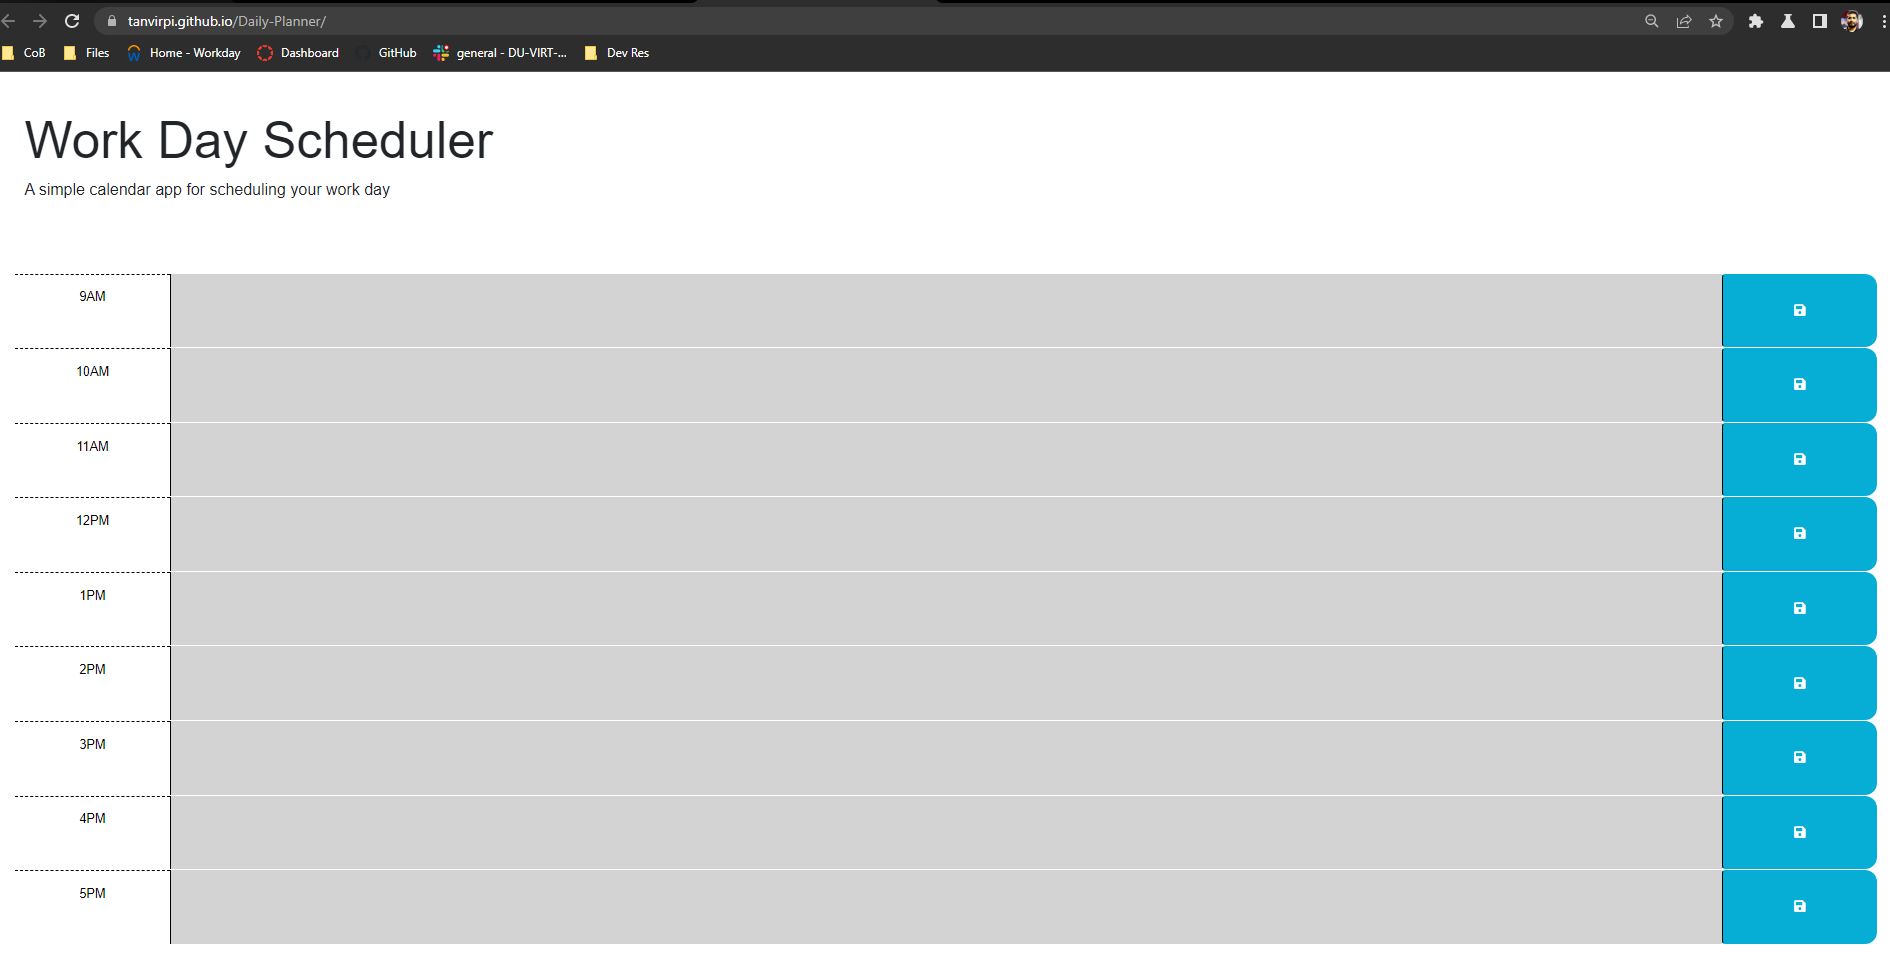 tanvirpi.github.io/Daily-Planner/
CoB Files Home - Workday Dashboard GitHub general - DU-VIRT-... Dev Res
Work Day Scheduler
A simple calendar app for scheduling your work day
9AM
10AM
11AM
12PM
1PM
2PM
3PM
4PM
5PM